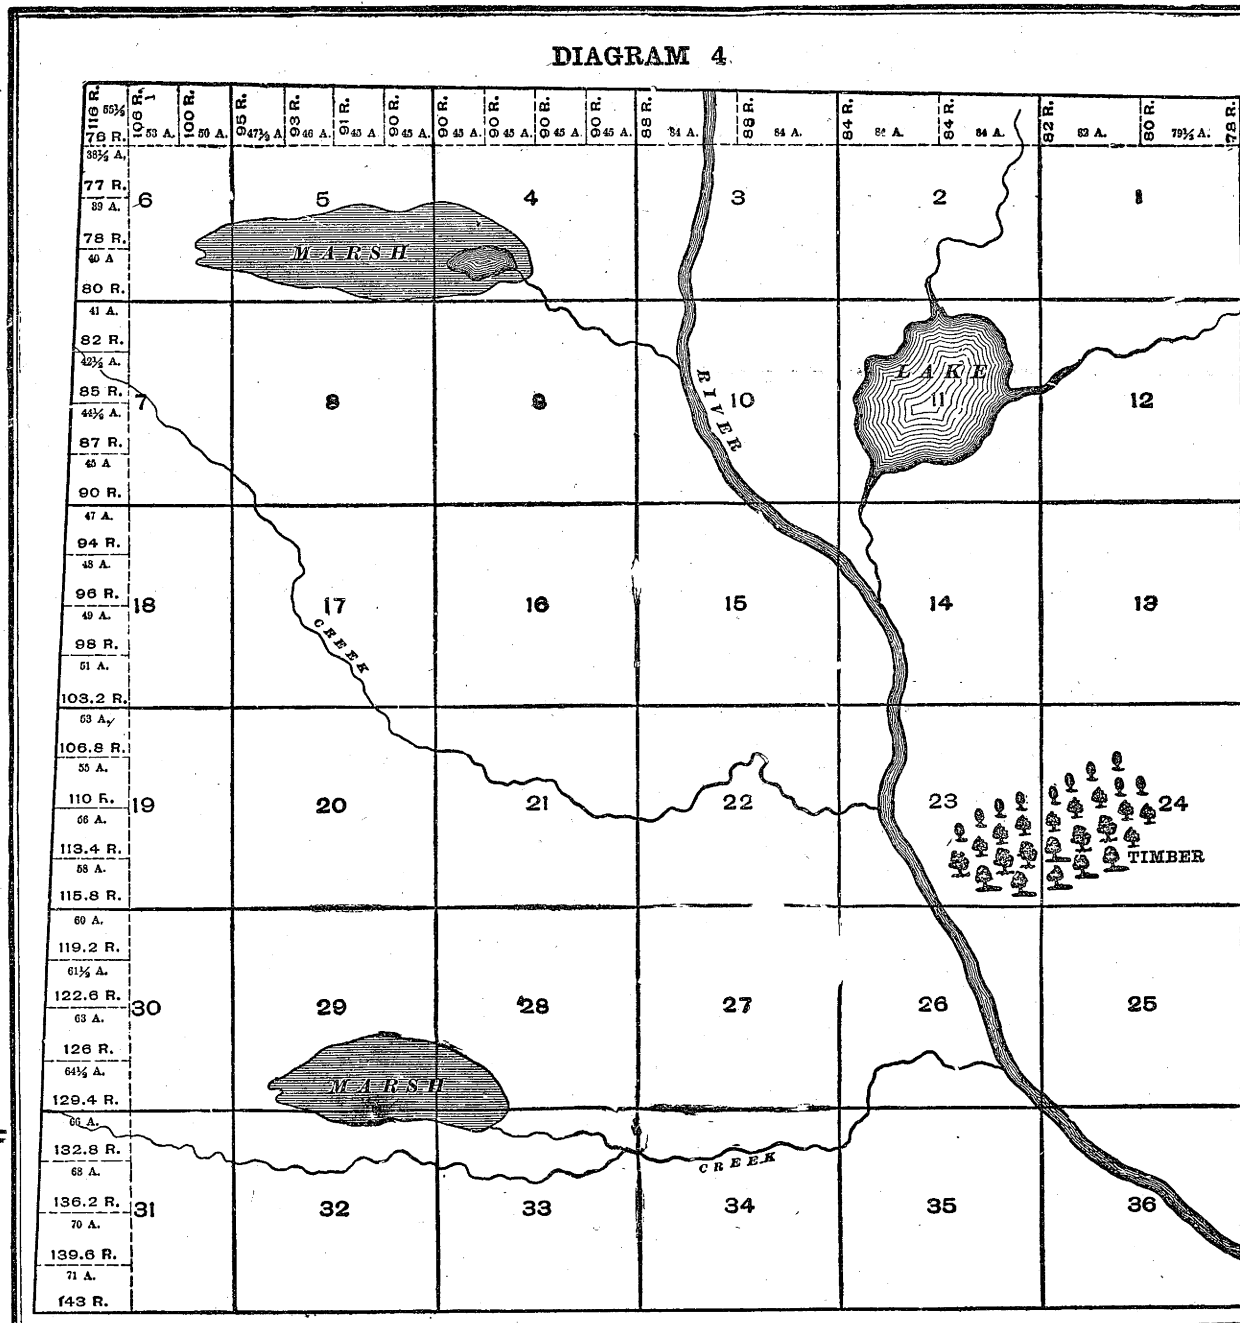 DIAGRAM 4
116 R. 55½ 106 R. 1 53 A. 100 R. 50 A. 95 R. 47½ A 93 R. 46 A. 91 R. 45 A 90 R. 45 A. 90 R. 45 A. 90 R. 45 A. 90 R. 45 A. 90 R. 45 A. 88 R. 84 A. 88 R. 84 A. 84 R. 84 A. 84 R. 84 A. 82 R. 83 A. 80 R. 79½ A. 78 R.
76 R.
38½ A.
77 R.
6 5 4 3 2 1
39 A.
78 R.
MARSH
40 A
80 R.
41 A.
82 R.
42½ A.
LAKE
RIVER
85 R.
7 8 9 10 11 12
44½ A.
87 R.
45 A
90 R.
47 A.
94 R.
48 A.
96 R.
18 17 16 15 14 13
49 A.
CREEK
98 R.
51 A.
103.2 R.
53 A.
106.8 R.
55 A.
110 R.
19 20 21 22 23 24
56 A.
113.4 R.
TIMBER
58 A.
115.8 R.
60 A.
119.2 R.
61½ A.
122.6 R.
30 29 28 27 26 25
63 A.
126 R.
64½ A.
MARSH
129.4 R.
66 A.
132.8 R.
CREEK
68 A.
136.2 R.
31 32 33 34 35 36
70 A.
139.6 R.
71 A.
143 R.